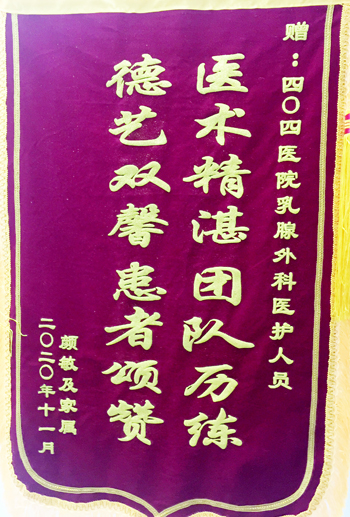 赠：四〇四医院乳腺外科医护人员
医术精湛团队历练
德艺双馨患者颂赞
颜敏及家属
二〇二〇年十一月